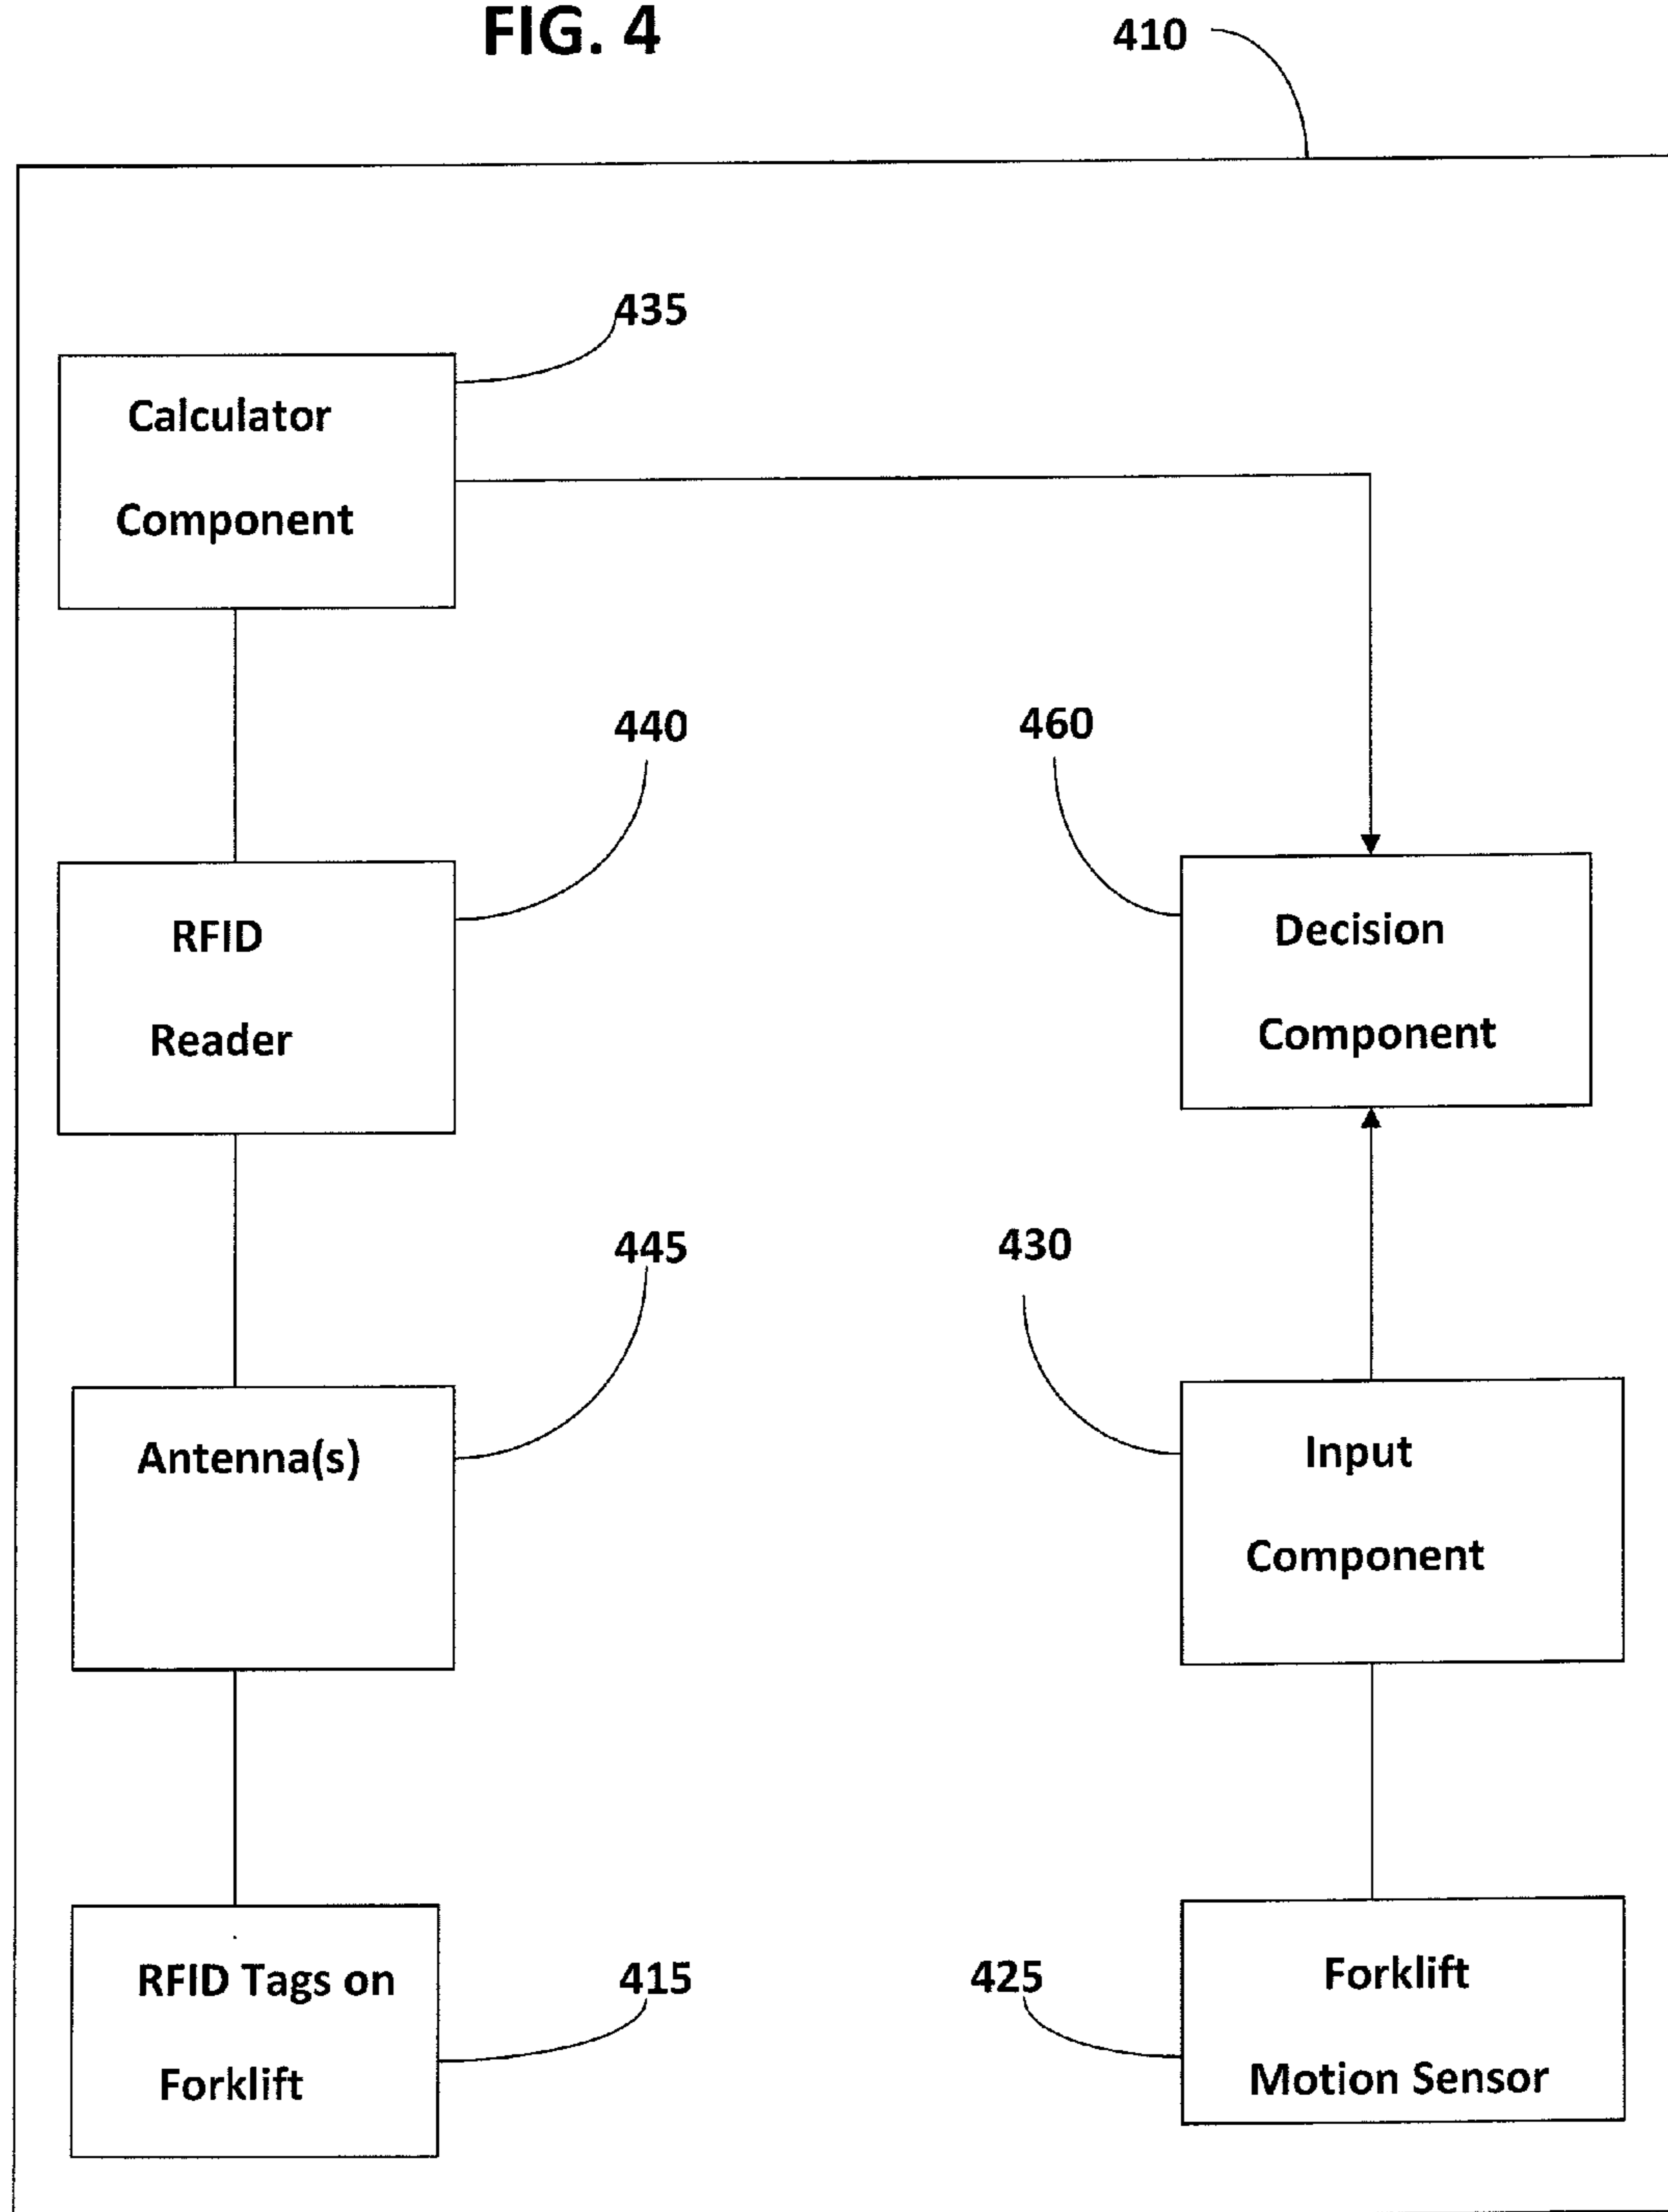 FIG. 4
410
435
Calculator
Component
440
460
RFID
Reader
Decision
Component
445
430
Antenna(s)
Input
Component
RFID Tags on
Forklift
415
425
Forklift
Motion Sensor